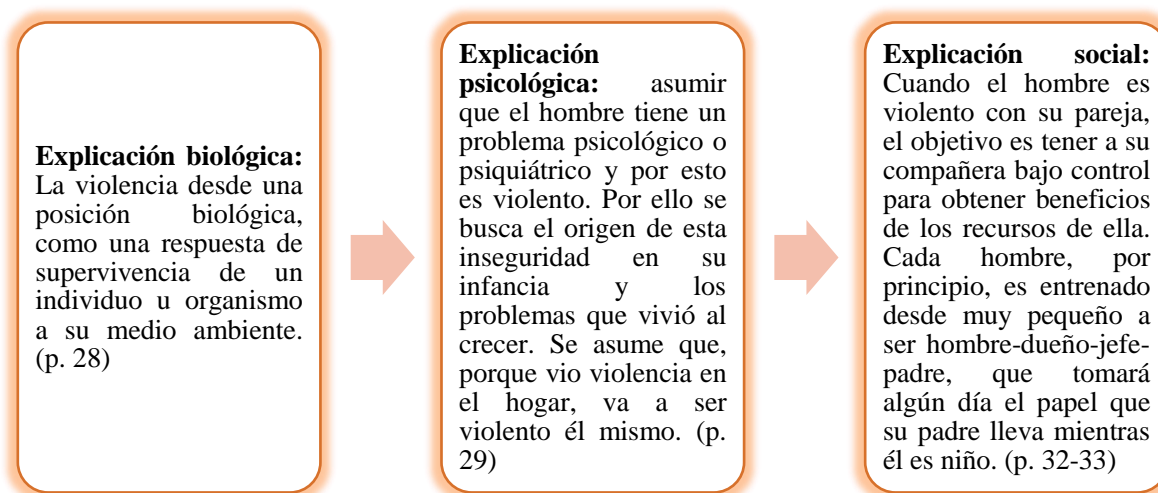 Explicación biológica:
La violencia desde una
posición biológica,
como una respuesta de
supervivencia de un
individuo u organismo
a su medio ambiente.
(p. 28)
Explicación
psicológica: asumir
que el hombre tiene un
problema psicológico o
psiquiátrico y por esto
es violento. Por ello se
busca el origen de esta
inseguridad en su
infancia y los
problemas que vivió al
crecer. Se asume que,
porque vio violencia en
el hogar, va a ser
violento él mismo. (p.
29)
Explicación social:
Cuando el hombre es
violento con su pareja,
el objetivo es tener a su
compañera bajo control
para obtener beneficios
de los recursos de ella.
Cada hombre, por
principio, es entrenado
desde muy pequeño a
ser hombre-dueño-jefe-
padre, que tomará
algún día el papel que
su padre lleva mientras
él es niño. (p. 32-33)